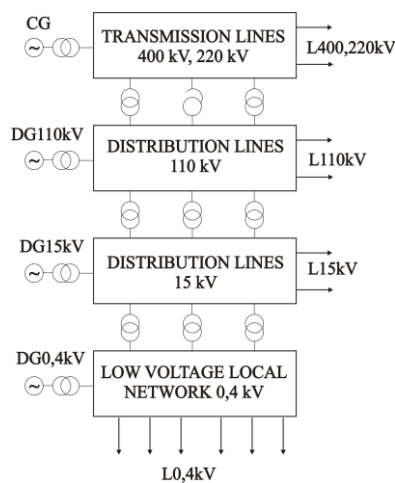 CG
TRANSMISSION LINES
400 kV, 220 kV
L400,220kV
DG110kV
DISTRIBUTION LINES
110 kV
L110kV
DG15kV
DISTRIBUTION LINES
15 kV
L15kV
DG0,4kV
LOW VOLTAGE LOCAL
NETWORK 0,4 kV
L0,4kV